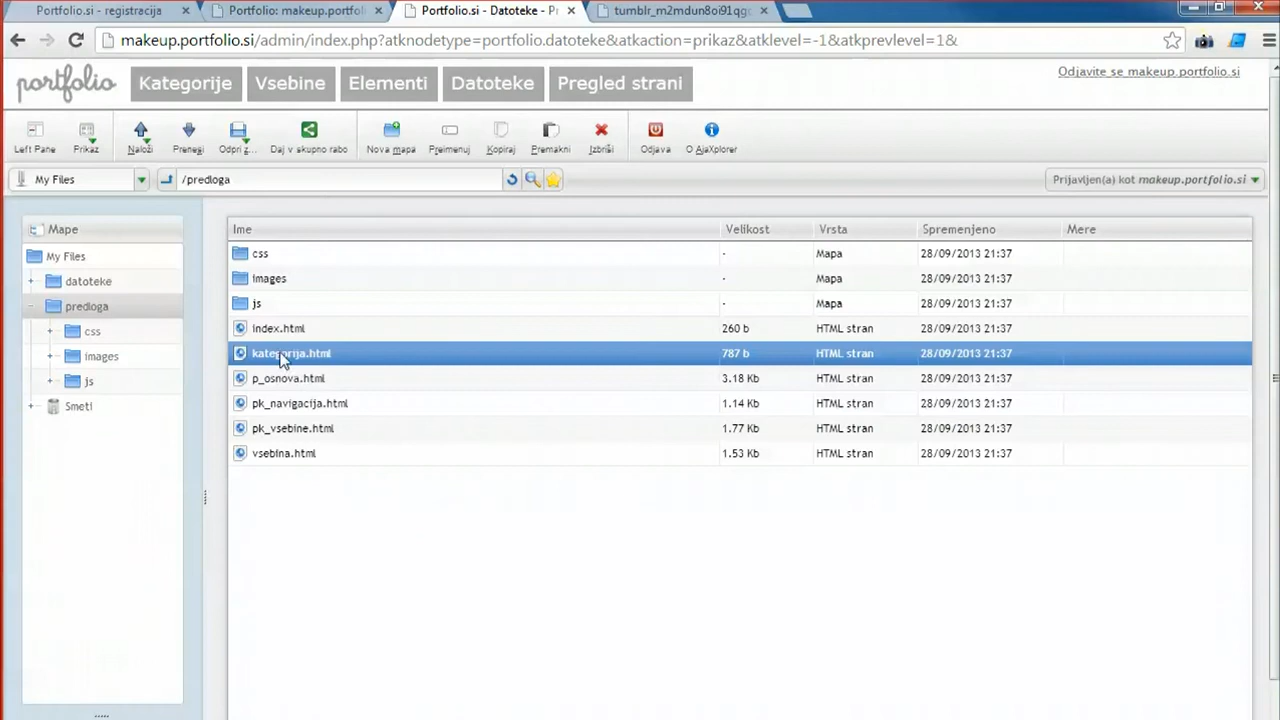 Portfolio.si - registracija
Portfolio: makeup.portfol
Portfolio.si - Datoteke - Pr
tumblr_m2mdun8oi91qg
makeup.portfolio.si/admin/index.php?atknodetype=portfolio.datoteke&atkaction=prikaz&atklevel=-1&atkprevlevel=1&
portfolio
Kategorije
Vsebine
Elementi
Datoteke
Pregled strani
Odjavite se makeup.portfolio.si
Left Pane
Prikaz
Naloži
Prenesi
Odpri z...
Daj v skupno rabo
Nova mapa
Preimenuj
Kopiraj
Premakni
Izbriši
Odjava
O AjaXplorer
My Files
/predloga
Prijavljen(a) kot makeup.portfolio.si
Mape
My Files
datoteke
predloga
css
images
js
Smeti
Ime Velikost Vrsta Spremenjeno Mere
css - Mapa 28/09/2013 21:37
images - Mapa 28/09/2013 21:37
js - Mapa 28/09/2013 21:37
index.html 260 b HTML stran 28/09/2013 21:37
kategorija.html 787 b HTML stran 28/09/2013 21:37
p_osnova.html 3.18 Kb HTML stran 28/09/2013 21:37
pk_navigacija.html 1.14 Kb HTML stran 28/09/2013 21:37
pk_vsebine.html 1.77 Kb HTML stran 28/09/2013 21:37
vsebina.html 1.53 Kb HTML stran 28/09/2013 21:37